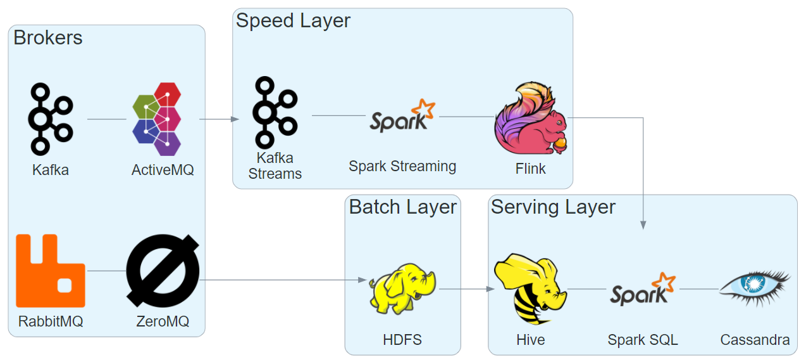 Brokers
Kafka
ActiveMQ
RabbitMQ
ZeroMQ
Speed Layer
Kafka
Streams
Spark
Spark Streaming
Flink
Batch Layer
HDFS
Serving Layer
Hive
Spark
Spark SQL
Cassandra